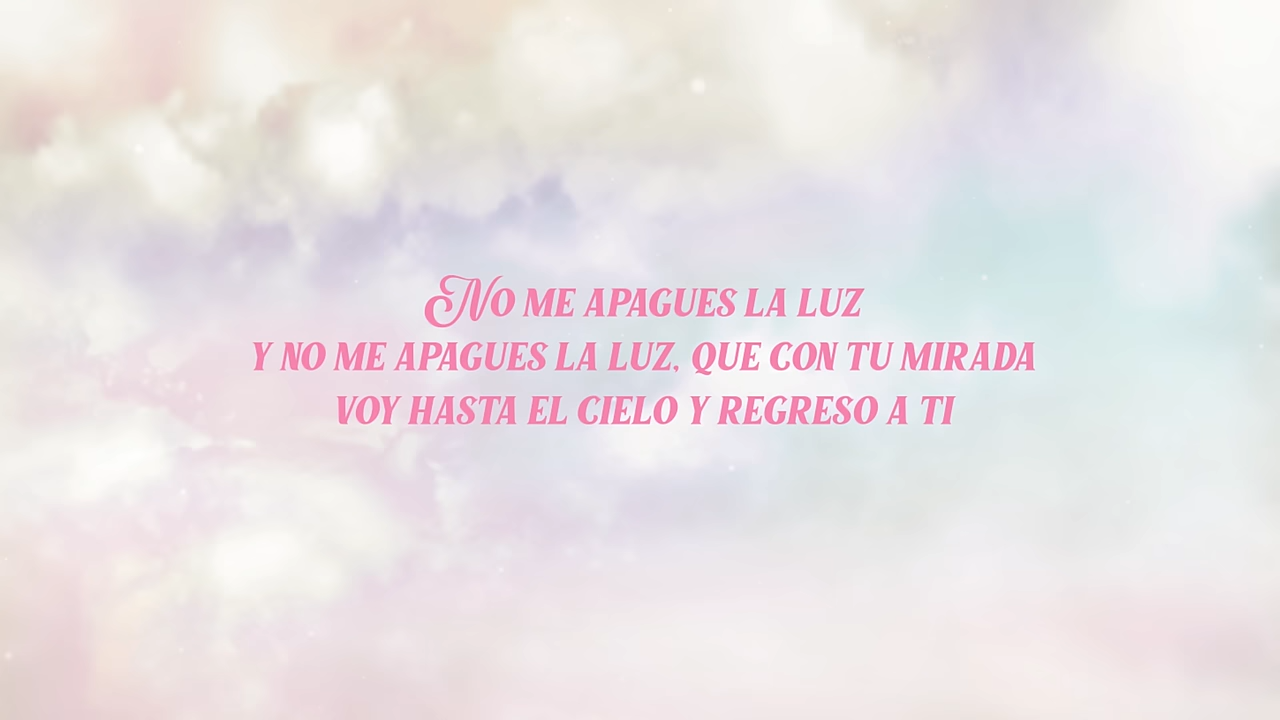 No ME APAGUES LA LUZ
Y NO ME APAGUES LA LUZ, QUE CON TU MIRADA
VOY HASTA EL CIELO Y REGRESO A TI